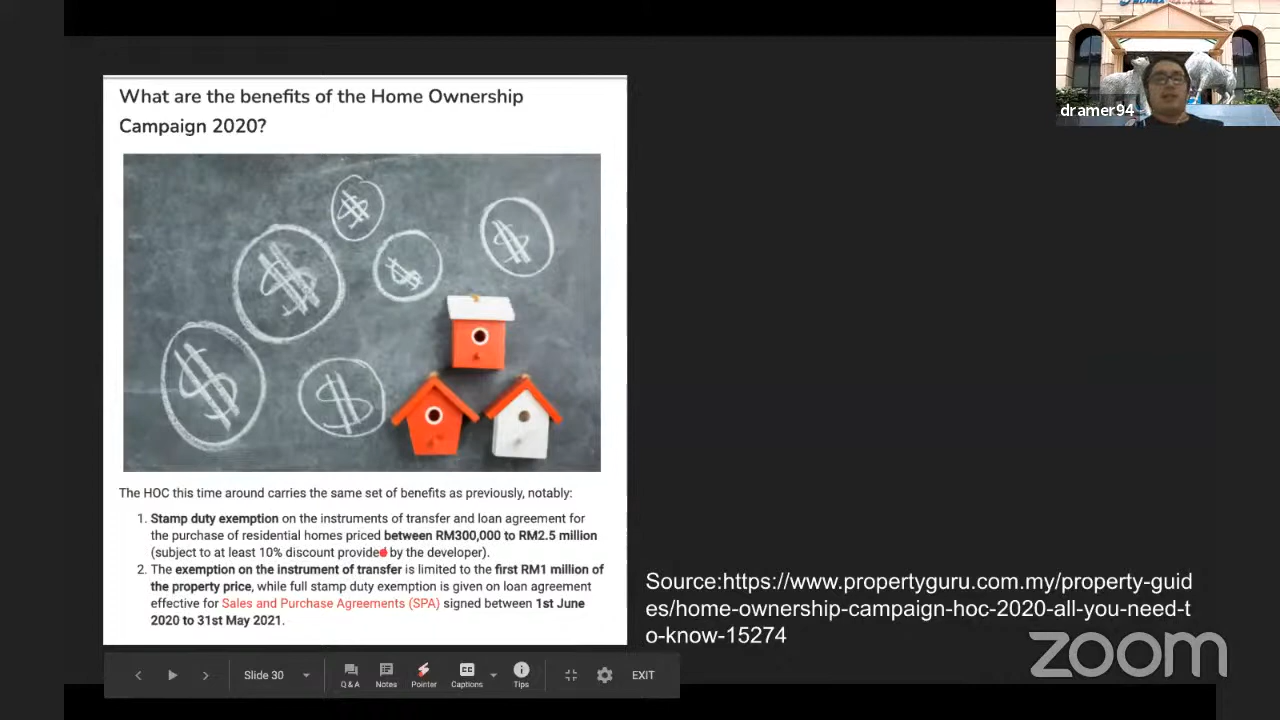 What are the benefits of the Home Ownership
Campaign 2020?
The HOC this time around carries the same set of benefits as previously, notably:
1. Stamp duty exemption on the instruments of transfer and loan agreement for
the purchase of residential homes priced between RM300,000 to RM2.5 million
(subject to at least 10% discount provided by the developer).
2. The exemption on the instrument of transfer is limited to the first RM1 million of
the property price, while full stamp duty exemption is given on loan agreement
effective for Sales and Purchase Agreements (SPA) signed between 1st June
2020 to 31st May 2021.
Source:https://www.propertyguru.com.my/property-guid
es/home-ownership-campaign-hoc-2020-all-you-need-t
o-know-15274
dramer94
zoom
Slide 30
Q & A
Notes
Pointer
CC
Captions
Tips
EXIT